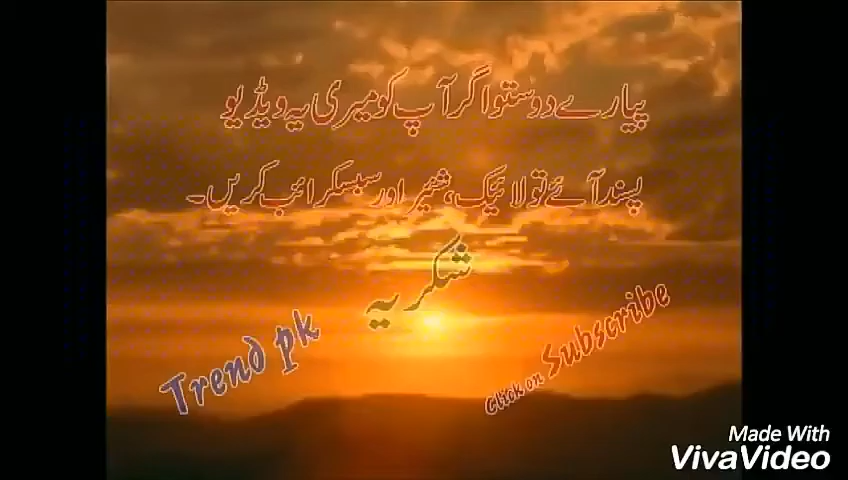 پیارے دوستو اگر آپ کو میری یہ ویڈیو
پسند آئے تو لائیک، شئیر اور سبسکرائب کریں۔
شکریہ
Trend pk
Click on Subscribe
Made With
VivaVideo